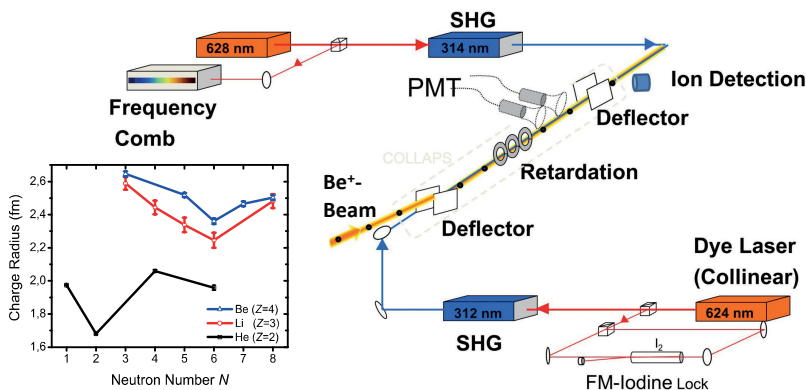 SHG
628 nm
314 nm
Frequency
Comb
PMT
Ion Detection
Deflector
COLLAPS
Retardation
Be⁺-
Beam
Deflector
Dye Laser
(Collinear)
312 nm
624 nm
SHG
I₂
FM-Iodine Lock
Charge Radius (fm)
2,6
2,4
2,2
2,0
1,8
1,6
Be (Z=4)
Li (Z=3)
He (Z=2)
1 2 3 4 5 6 7 8
Neutron Number N